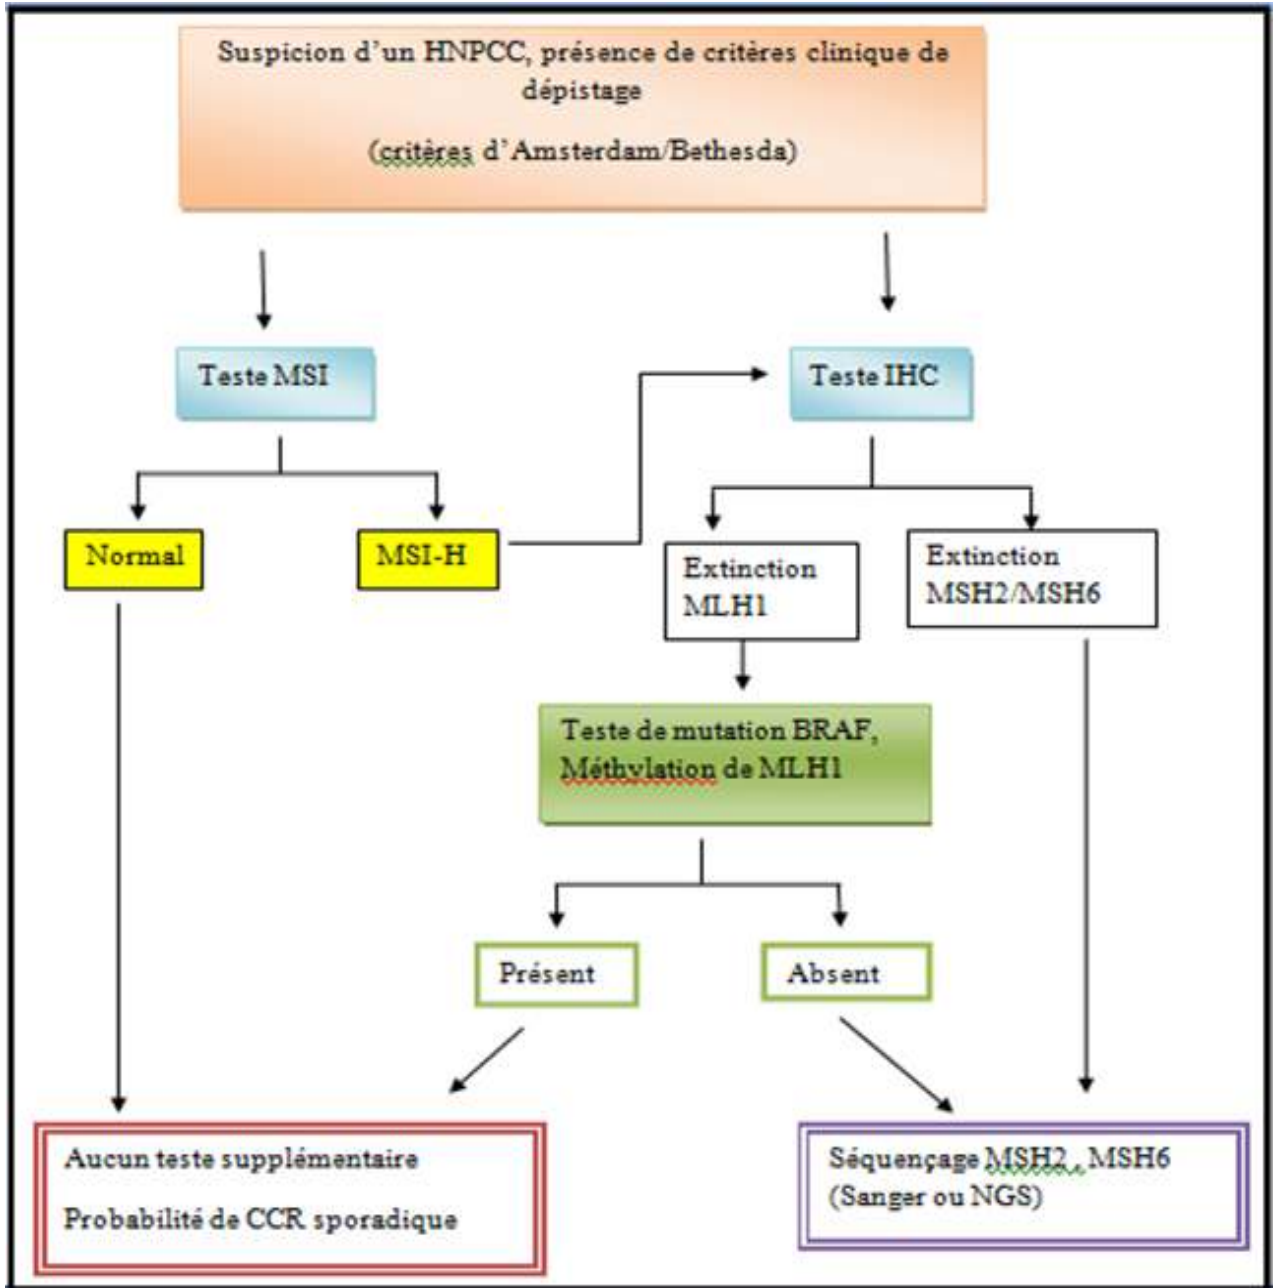 Suspicion d'un HNPCC, présence de critères clinique de
dépistage
(critères d'Amsterdam/Bethesda)
Teste MSI
Teste IHC
Normal
MSI-H
Extinction
MLH1
Extinction
MSH2/MSH6
Teste de mutation BRAF,
Méthylation de MLH1
Présent
Absent
Aucun teste supplémentaire
Probabilité de CCR sporadique
Séquençage MSH2 , MSH6
(Sanger ou NGS)